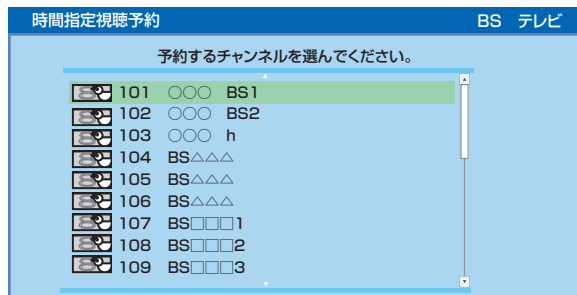 時間指定視聴予約 BS テレビ
予約するチャンネルを選んでください。
101 ○○○ BS1
102 ○○○ BS2
103 ○○○ h
104 BS△△△
105 BS△△△
106 BS△△△
107 BS□□□1
108 BS□□□2
109 BS□□□3